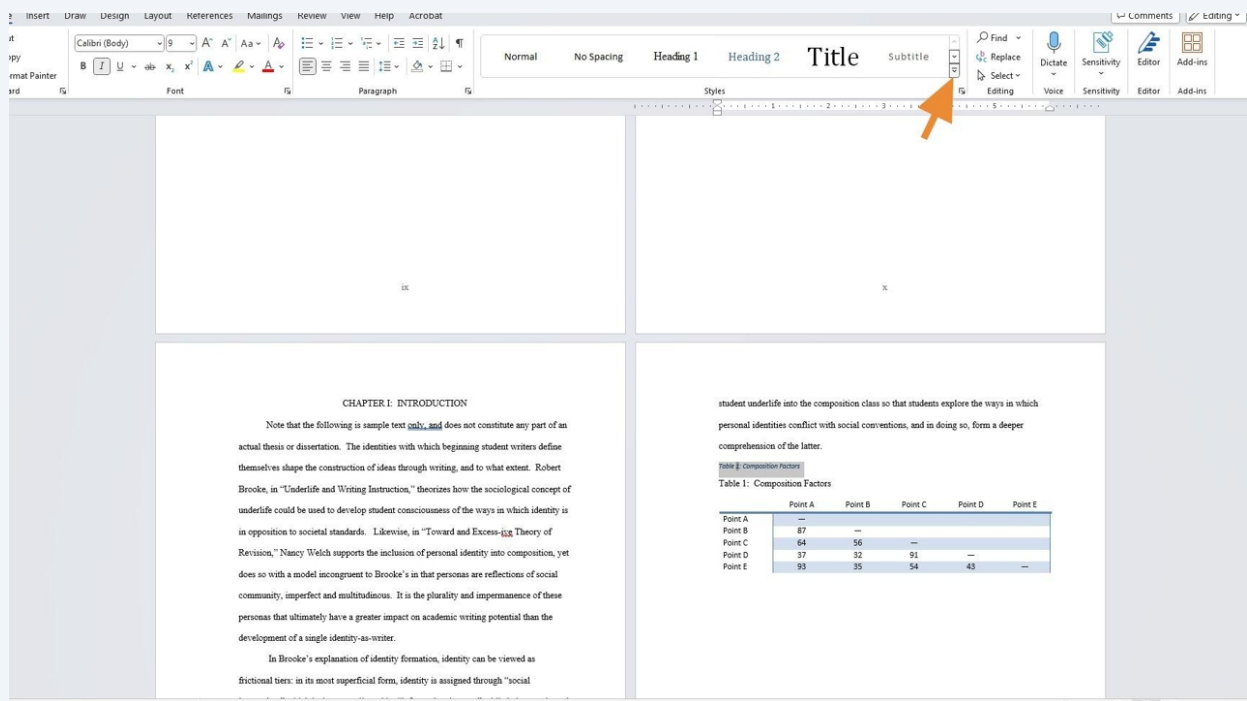 Insert Draw Design Layout References Mailings Review View Help Acrobat Comments Editing
Calibri (Body) 9 Aa Normal No Spacing Heading 1 Heading 2 Title Subtitle Find Replace Select Dictate Sensitivity Editor Add-ins
B I U ab x₂ x² A A
Font Paragraph Styles Editing Voice Sensitivity Editor Add-ins
1 2 3 5
ix
x
CHAPTER I: INTRODUCTION
Note that the following is sample text only, and does not constitute any part of an
actual thesis or dissertation. The identities with which beginning student writers define
themselves shape the construction of ideas through writing, and to what extent. Robert
Brooke, in “Underlife and Writing Instruction,” theorizes how the sociological concept of
underlife could be used to develop student consciousness of the ways in which identity is
in opposition to societal standards. Likewise, in “Toward and Excess-ive Theory of
Revision,” Nancy Welch supports the inclusion of personal identity into composition, yet
does so with a model incongruent to Brooke’s in that personas are reflections of social
community, imperfect and multitudinous. It is the plurality and impermanence of these
personas that ultimately have a greater impact on academic writing potential than the
development of a single identity-as-writer.
In Brooke’s explanation of identity formation, identity can be viewed as
frictional tiers: in its most superficial form, identity is assigned through “social
student underlife into the composition class so that students explore the ways in which
personal identities conflict with social conventions, and in doing so, form a deeper
comprehension of the latter.
Table 1: Composition Factors
Table 1: Composition Factors
Point A Point B Point C Point D Point E
Point A —
Point B 87 —
Point C 64 56 —
Point D 37 32 91 —
Point E 93 35 54 43 —